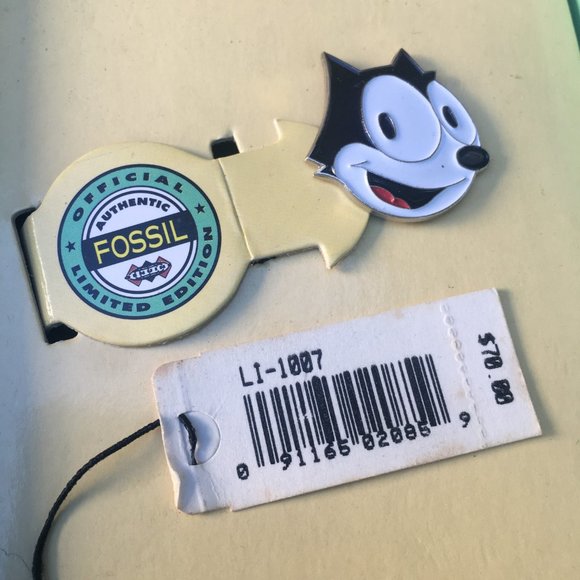 OFFICIAL
AUTHENTIC
FOSSIL
LIMITED EDITION
LI-1007
0 91165 02085 9
$70.00